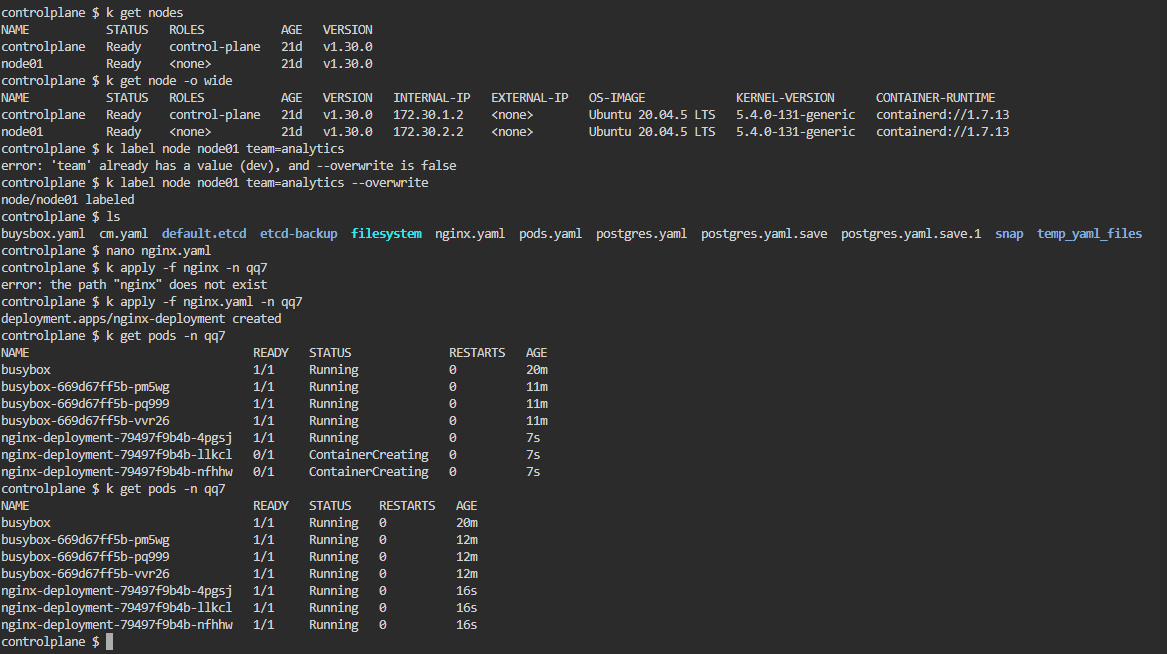 controlplane $ k get nodes
NAME STATUS ROLES AGE VERSION
controlplane Ready control-plane 21d v1.30.0
node01 Ready <none> 21d v1.30.0
controlplane $ k get node -o wide
NAME STATUS ROLES AGE VERSION INTERNAL-IP EXTERNAL-IP OS-IMAGE KERNEL-VERSION CONTAINER-RUNTIME
controlplane Ready control-plane 21d v1.30.0 172.30.1.2 <none> Ubuntu 20.04.5 LTS 5.4.0-131-generic containerd://1.7.13
node01 Ready <none> 21d v1.30.0 172.30.2.2 <none> Ubuntu 20.04.5 LTS 5.4.0-131-generic containerd://1.7.13
controlplane $ k label node node01 team=analytics
error: 'team' already has a value (dev), and --overwrite is false
controlplane $ k label node node01 team=analytics --overwrite
node/node01 labeled
controlplane $ ls
buysbox.yaml cm.yaml default.etcd etcd-backup filesystem nginx.yaml pods.yaml postgres.yaml postgres.yaml.save postgres.yaml.save.1 snap temp_yaml_files
controlplane $ nano nginx.yaml
controlplane $ k apply -f nginx -n qq7
error: the path "nginx" does not exist
controlplane $ k apply -f nginx.yaml -n qq7
deployment.apps/nginx-deployment created
controlplane $ k get pods -n qq7
NAME READY STATUS RESTARTS AGE
busybox 1/1 Running 0 20m
busybox-669d67ff5b-pm5wg 1/1 Running 0 11m
busybox-669d67ff5b-pq999 1/1 Running 0 11m
busybox-669d67ff5b-vvr26 1/1 Running 0 11m
nginx-deployment-79497f9b4b-4pgsj 1/1 Running 0 7s
nginx-deployment-79497f9b4b-llkcl 0/1 ContainerCreating 0 7s
nginx-deployment-79497f9b4b-nfhhw 0/1 ContainerCreating 0 7s
controlplane $ k get pods -n qq7
NAME READY STATUS RESTARTS AGE
busybox 1/1 Running 0 20m
busybox-669d67ff5b-pm5wg 1/1 Running 0 12m
busybox-669d67ff5b-pq999 1/1 Running 0 12m
busybox-669d67ff5b-vvr26 1/1 Running 0 12m
nginx-deployment-79497f9b4b-4pgsj 1/1 Running 0 16s
nginx-deployment-79497f9b4b-llkcl 1/1 Running 0 16s
nginx-deployment-79497f9b4b-nfhhw 1/1 Running 0 16s
controlplane $